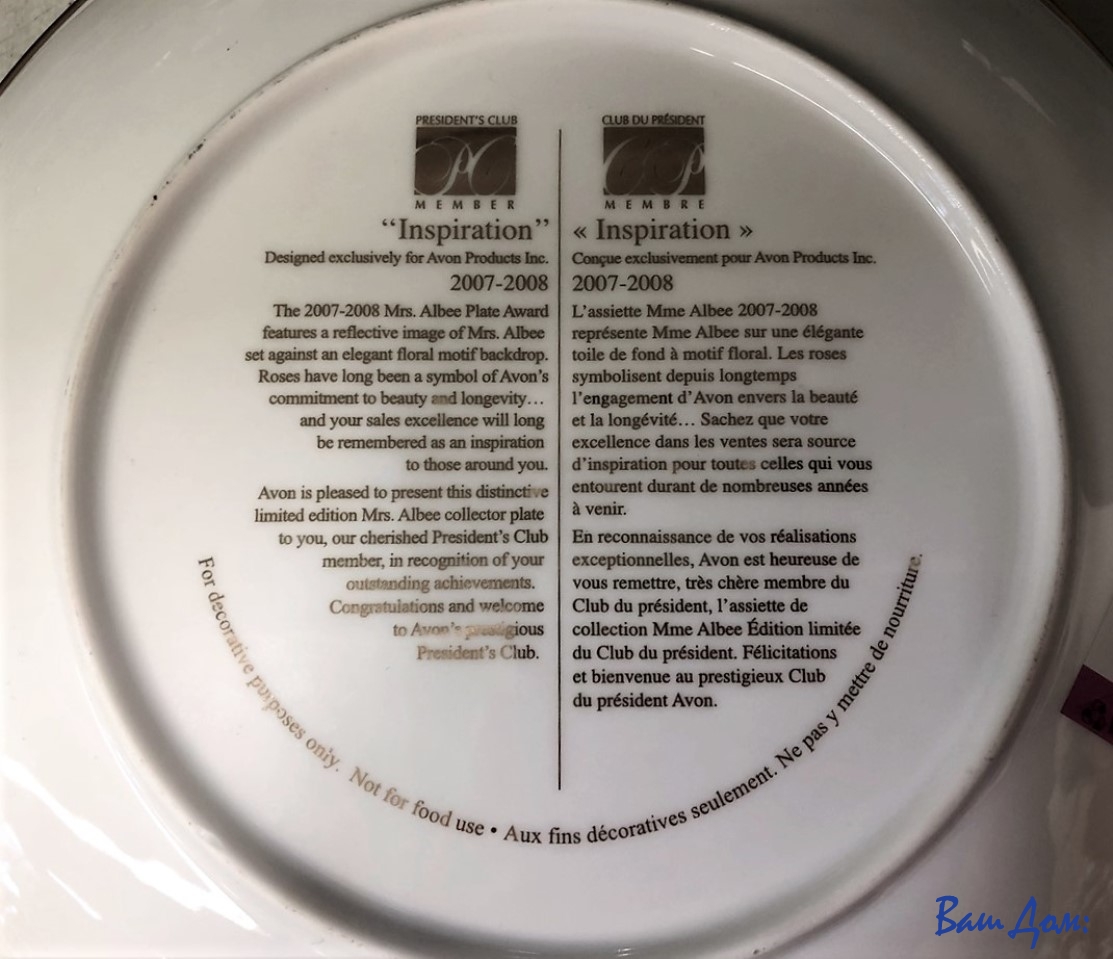 PRESIDENT'S CLUB
PC
MEMBER
“Inspiration”
Designed exclusively for Avon Products Inc.
2007-2008
The 2007-2008 Mrs. Albee Plate Award
features a reflective image of Mrs. Albee
set against an elegant floral motif backdrop.
Roses have long been a symbol of Avon's
commitment to beauty and longevity…
and your sales excellence will long
be remembered as an inspiration
to those around you.
Avon is pleased to present this distinctive
limited edition Mrs. Albee collector plate
to you, our cherished President's Club
member, in recognition of your
outstanding achievements.
Congratulations and welcome
to Avon's prestigious
President's Club.
CLUB DU PRÉSIDENT
CP
MEMBRE
« Inspiration »
Conçue exclusivement pour Avon Products Inc.
2007-2008
L'assiette Mme Albee 2007-2008
représente Mme Albee sur une élégante
toile de fond à motif floral. Les roses
symbolisent depuis longtemps
l'engagement d'Avon envers la beauté
et la longévité… Sachez que votre
excellence dans les ventes sera source
d'inspiration pour toutes celles qui vous
entourent durant de nombreuses années
à venir.
En reconnaissance de vos réalisations
exceptionnelles, Avon est heureuse de
vous remettre, très chère membre du
Club du président, l'assiette de
collection Mme Albee Édition limitée
du Club du président. Félicitations
et bienvenue au prestigieux Club
du président Avon.
For decorative purposes only. Not for food use • Aux fins décoratives seulement. Ne pas y mettre de nourriture.
Ваш Дом: